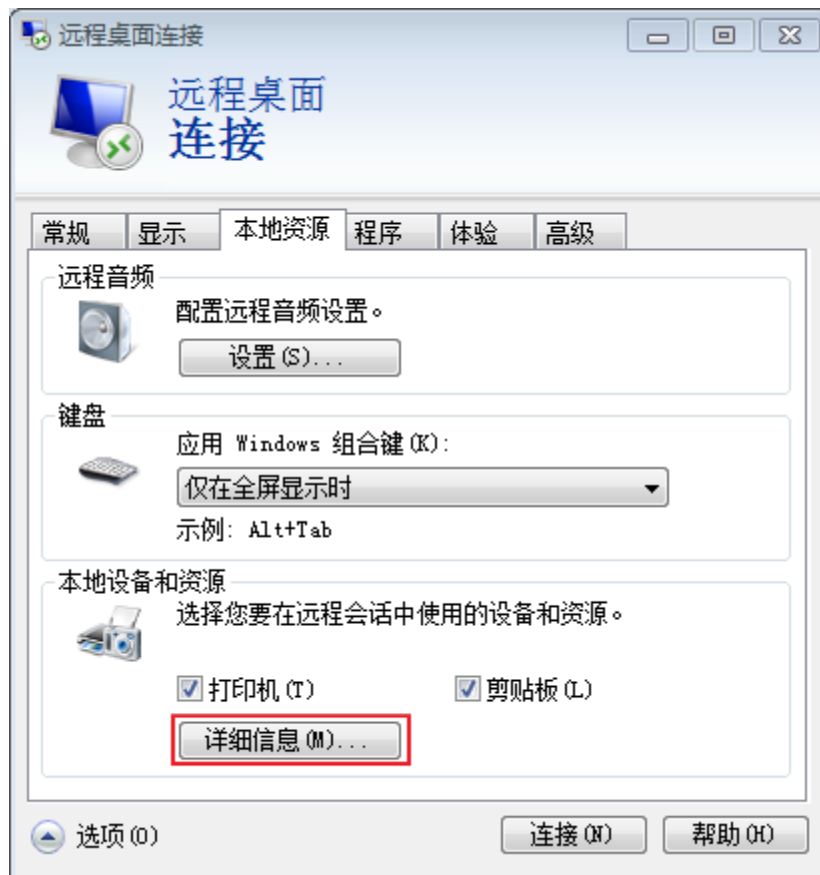 远程桌面连接
远程桌面
连接
常规 显示 本地资源 程序 体验 高级
远程音频
配置远程音频设置。
设置(S)...
键盘
应用 Windows 组合键(K):
仅在全屏显示时
示例: Alt+Tab
本地设备和资源
选择您要在远程会话中使用的设备和资源。
打印机(T) 剪贴板(L)
详细信息(M)...
选项(O) 连接(N) 帮助(H)